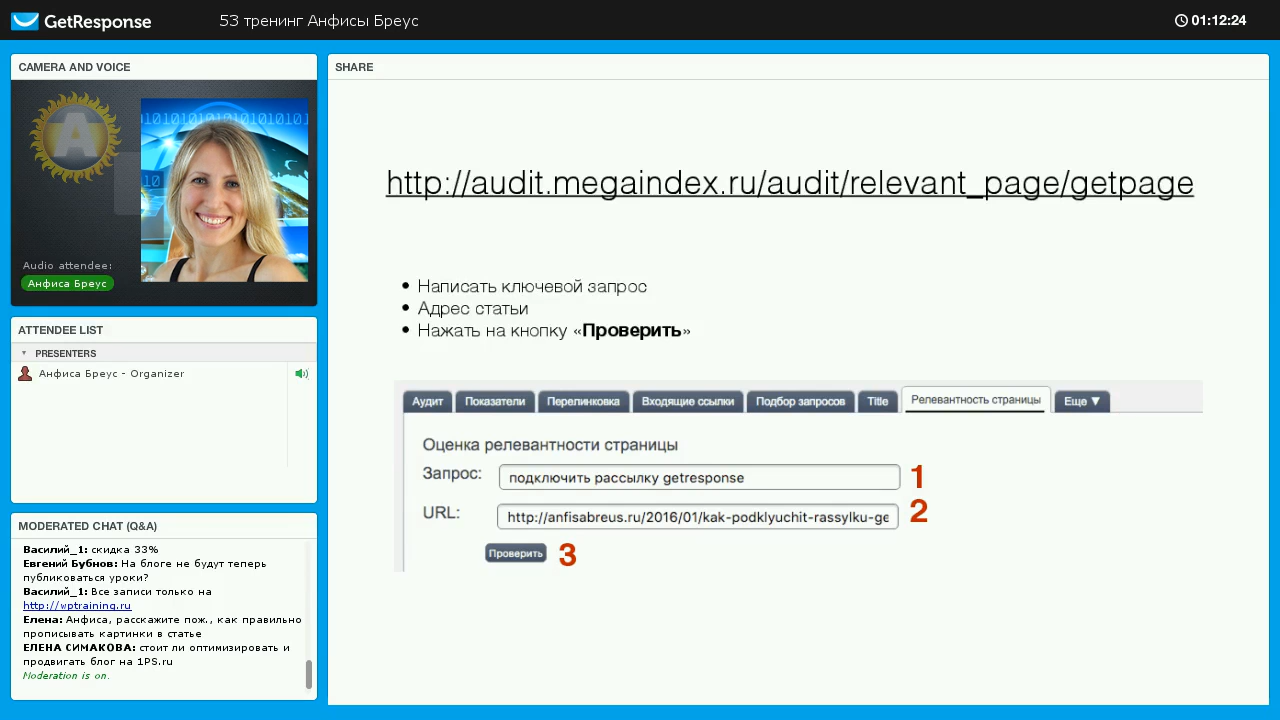 GetResponse
53 тренинг Анфисы Бреус
01:12:24
CAMERA AND VOICE
A
Audio attendee:
Анфиса Бреус
ATTENDEE LIST
PRESENTERS
Анфиса Бреус - Organizer
MODERATED CHAT (Q&A)
Василий_1: скидка 33%
Евгений Бубнов: На блоге не будут теперь
публиковаться уроки?
Василий_1: Все записи только на
http://wptraining.ru
Елена: Анфиса, расскажите пож., как правильно
прописывать картинки в статье
ЕЛЕНА СИМАКОВА: стоит ли оптимизировать и
продвигать блог на 1PS.ru
Moderation is on.
SHARE
http://audit.megaindex.ru/audit/relevant_page/getpage
• Написать ключевой запрос
• Адрес статьи
• Нажать на кнопку «Проверить»
Аудит Показатели Перелинковка Входящие ссылки Подбор запросов Title Релевантность страницы Еще ▼
Оценка релевантности страницы
Запрос: подключить рассылку getresponse 1
URL: http://anfisabreus.ru/2016/01/kak-podklyuchit-rassylku-ge 2
Проверить 3